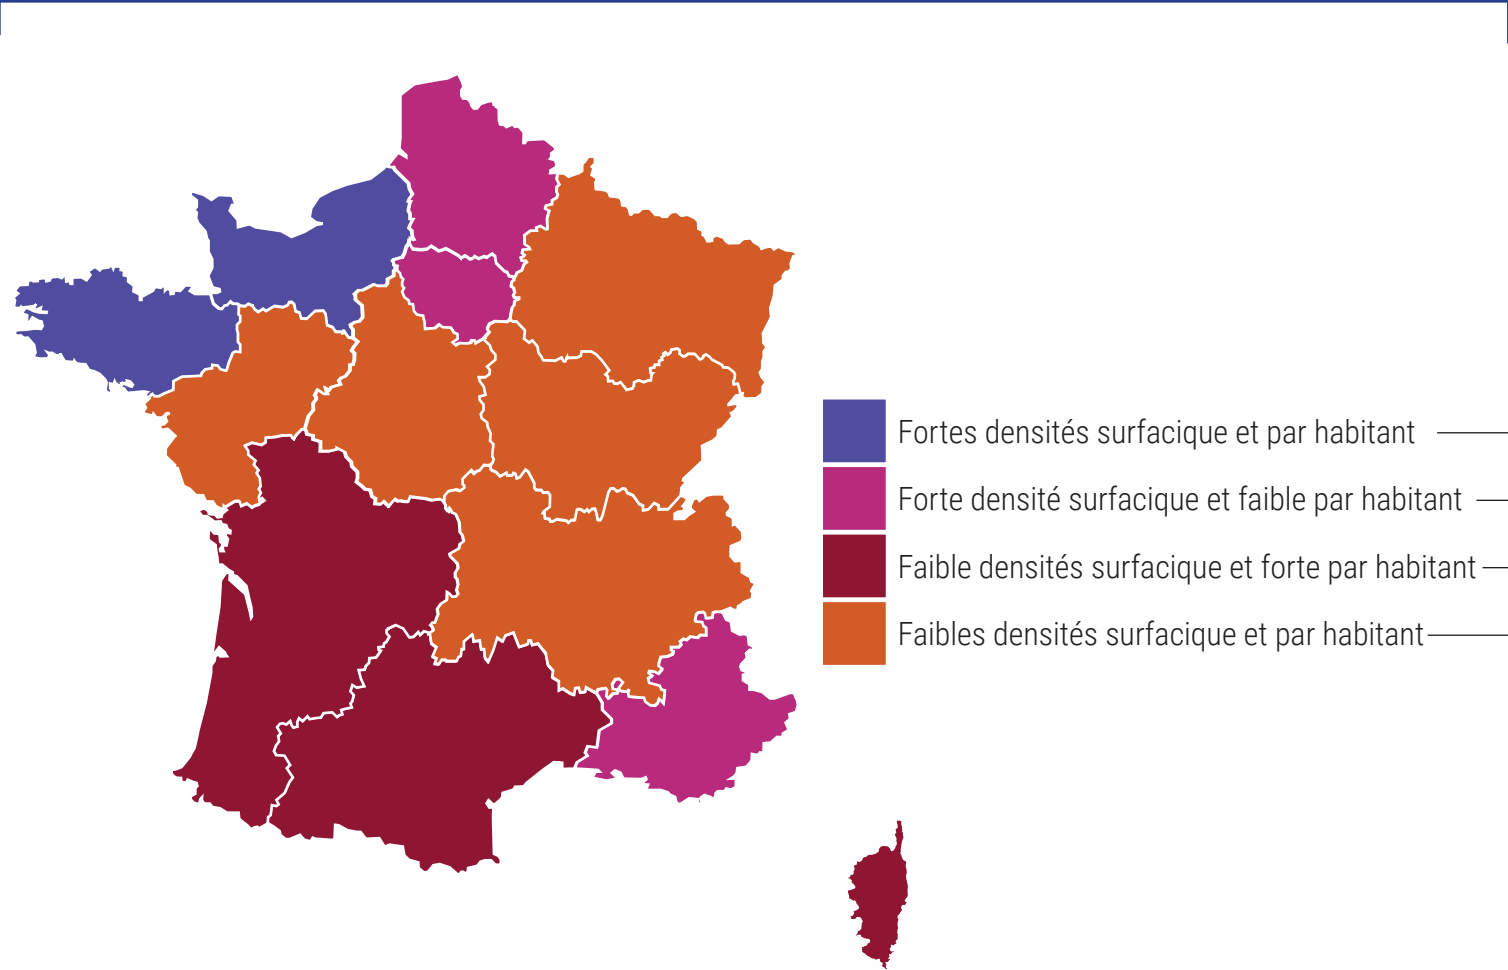 Fortes densités surfacique et par habitant
Forte densité surfacique et faible par habitant
Faible densités surfacique et forte par habitant
Faibles densités surfacique et par habitant